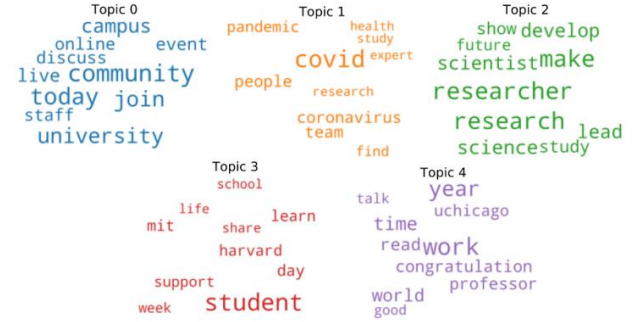 Topic 0
campus
online event
discuss
live community
today join
staff
university
Topic 1
pandemic health
study
covid expert
people
research
coronavirus
team
find
Topic 2
show develop
future
scientist make
researcher
research
lead
science study
Topic 3
school
life
mit learn
share
harvard
day
support
week student
Topic 4
talk year
uchicago
time
read work
congratulation
professor
world
good